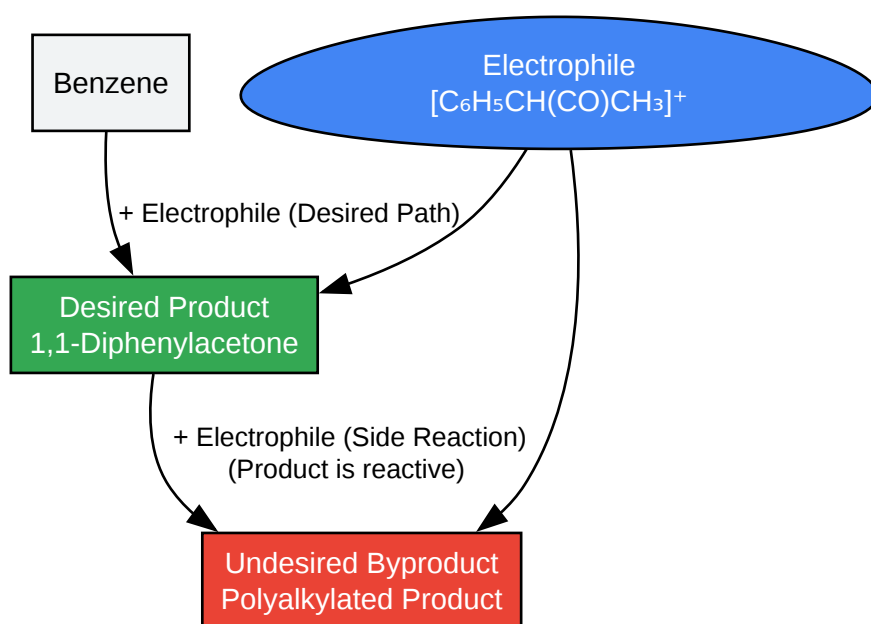 Benzene
Electrophile
[C₆H₅CH(CO)CH₃]⁺
+ Electrophile (Desired Path)
Desired Product
1,1-Diphenylacetone
+ Electrophile (Side Reaction)
(Product is reactive)
Undesired Byproduct
Polyalkylated Product